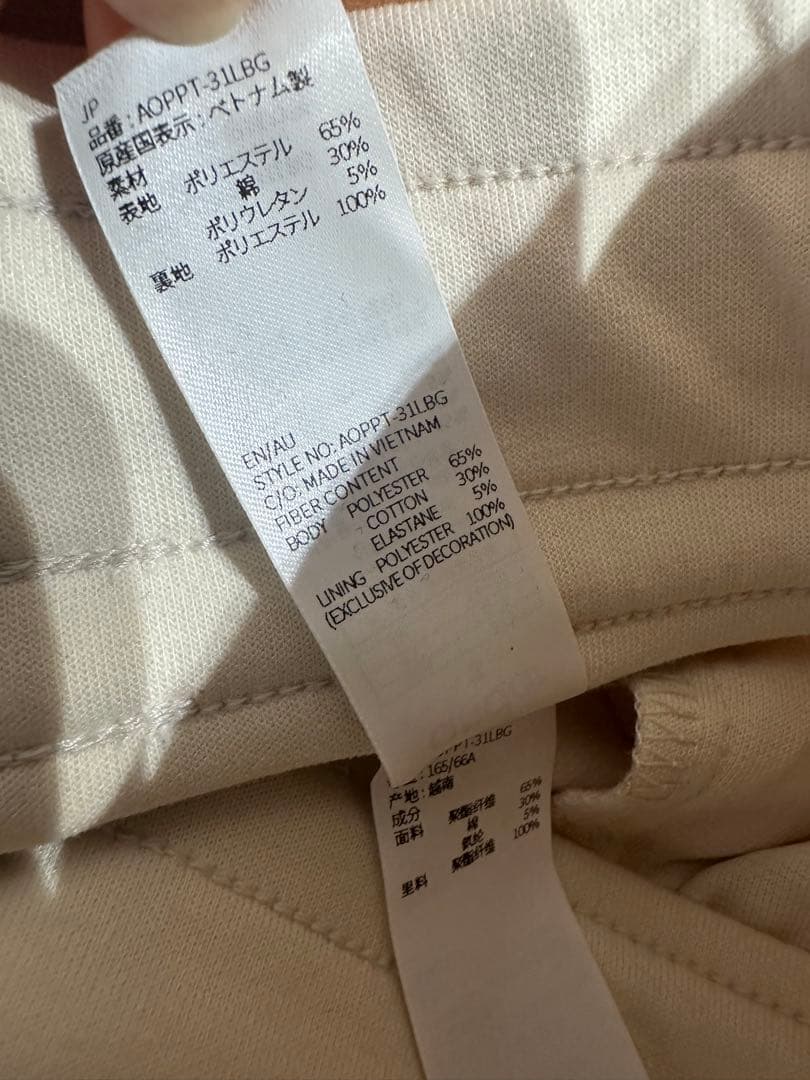 JP
品番 : AOPPT-31LBG
原産国表示 : ベトナム製
素材
表地 ポリエステル 65%
綿 30%
ポリウレタン 5%
裏地 ポリエステル 100%
EN/AU
STYLE NO: AOPPT-31LBG
C/O: MADE IN VIETNAM
FIBER CONTENT
BODY POLYESTER 65%
COTTON 30%
ELASTANE 5%
LINING POLYESTER 100%
(EXCLUSIVE OF DECORATION)
PT-31LBG
: 165/66A
产地 : 越南
成分
面料 聚酯纤维 65%
棉 30%
氨纶 5%
里料 聚酯纤维 100%